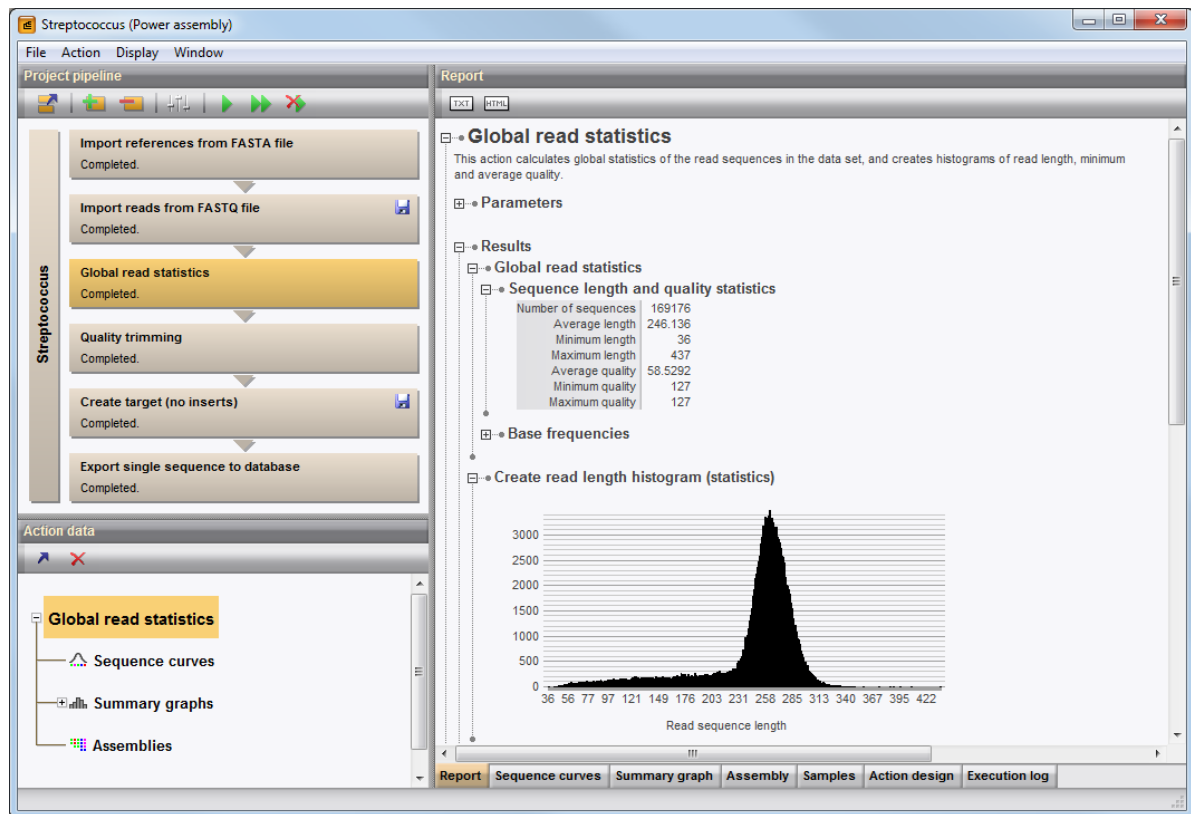 Streptococcus (Power assembly)
File Action Display Window
Project pipeline
Streptococcus
Import references from FASTA file
Completed.
Import reads from FASTQ file
Completed.
Global read statistics
Completed.
Quality trimming
Completed.
Create target (no inserts)
Completed.
Export single sequence to database
Completed.
Action data
Global read statistics
Sequence curves
Summary graphs
Assemblies
Report
TXT HTML
Global read statistics
This action calculates global statistics of the read sequences in the data set, and creates histograms of read length, minimum
and average quality.
Parameters
Results
Global read statistics
Sequence length and quality statistics
Number of sequences 169176
Average length 246.136
Minimum length 36
Maximum length 437
Average quality 58.5292
Minimum quality 127
Maximum quality 127
Base frequencies
Create read length histogram (statistics)
3000
2500
2000
1500
1000
500
0
36 56 77 97 121 149 176 203 231 258 285 313 340 367 395 422
Read sequence length
Report Sequence curves Summary graph Assembly Samples Action design Execution log